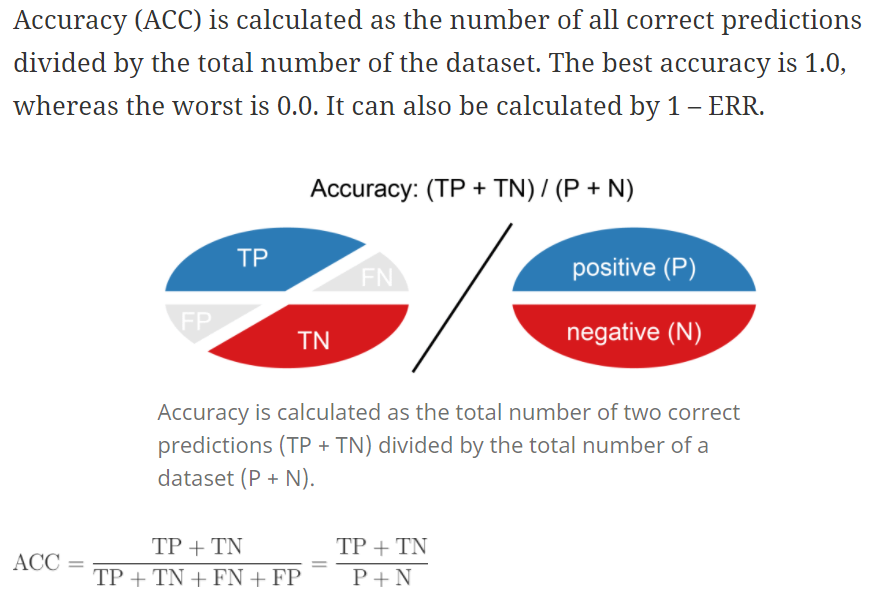 Accuracy (ACC) is calculated as the number of all correct predictions
divided by the total number of the dataset. The best accuracy is 1.0,
whereas the worst is 0.0. It can also be calculated by 1 – ERR.
Accuracy: (TP + TN) / (P + N)
TP
FN
FP
TN
positive (P)
negative (N)
Accuracy is calculated as the total number of two correct
predictions (TP + TN) divided by the total number of a
dataset (P + N).
ACC = (TP + TN) / (TP + TN + FN + FP) = (TP + TN) / (P + N)